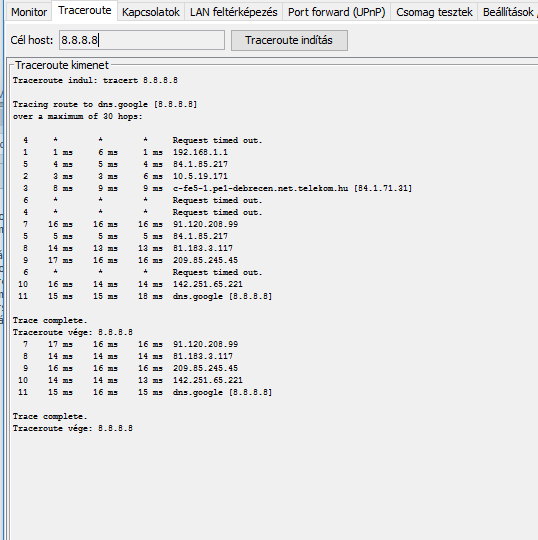 Monitor Traceroute Kapcsolatok LAN feltérképezés Port forward (UPnP) Csomag tesztek Beállítások /
Cél host: 8.8.8.8 Traceroute indítás
Traceroute kimenet
Traceroute indul: tracert 8.8.8.8
Tracing route to dns.google [8.8.8.8]
over a maximum of 30 hops:
4 * * * Request timed out.
1 1 ms 6 ms 1 ms 192.168.1.1
5 4 ms 5 ms 4 ms 84.1.85.217
2 3 ms 3 ms 6 ms 10.5.19.171
3 8 ms 9 ms 9 ms c-fe5-1.pe1-debrecen.net.telekom.hu [84.1.71.31]
6 * * * Request timed out.
4 * * * Request timed out.
7 16 ms 16 ms 16 ms 91.120.208.99
5 5 ms 5 ms 5 ms 84.1.85.217
8 14 ms 13 ms 13 ms 81.183.3.117
9 17 ms 16 ms 16 ms 209.85.245.45
6 * * * Request timed out.
10 16 ms 14 ms 14 ms 142.251.65.221
11 15 ms 15 ms 18 ms dns.google [8.8.8.8]
Trace complete.
Traceroute vége: 8.8.8.8
7 17 ms 16 ms 16 ms 91.120.208.99
8 14 ms 14 ms 14 ms 81.183.3.117
9 16 ms 16 ms 16 ms 209.85.245.45
10 14 ms 14 ms 13 ms 142.251.65.221
11 15 ms 16 ms 15 ms dns.google [8.8.8.8]
Trace complete.
Traceroute vége: 8.8.8.8